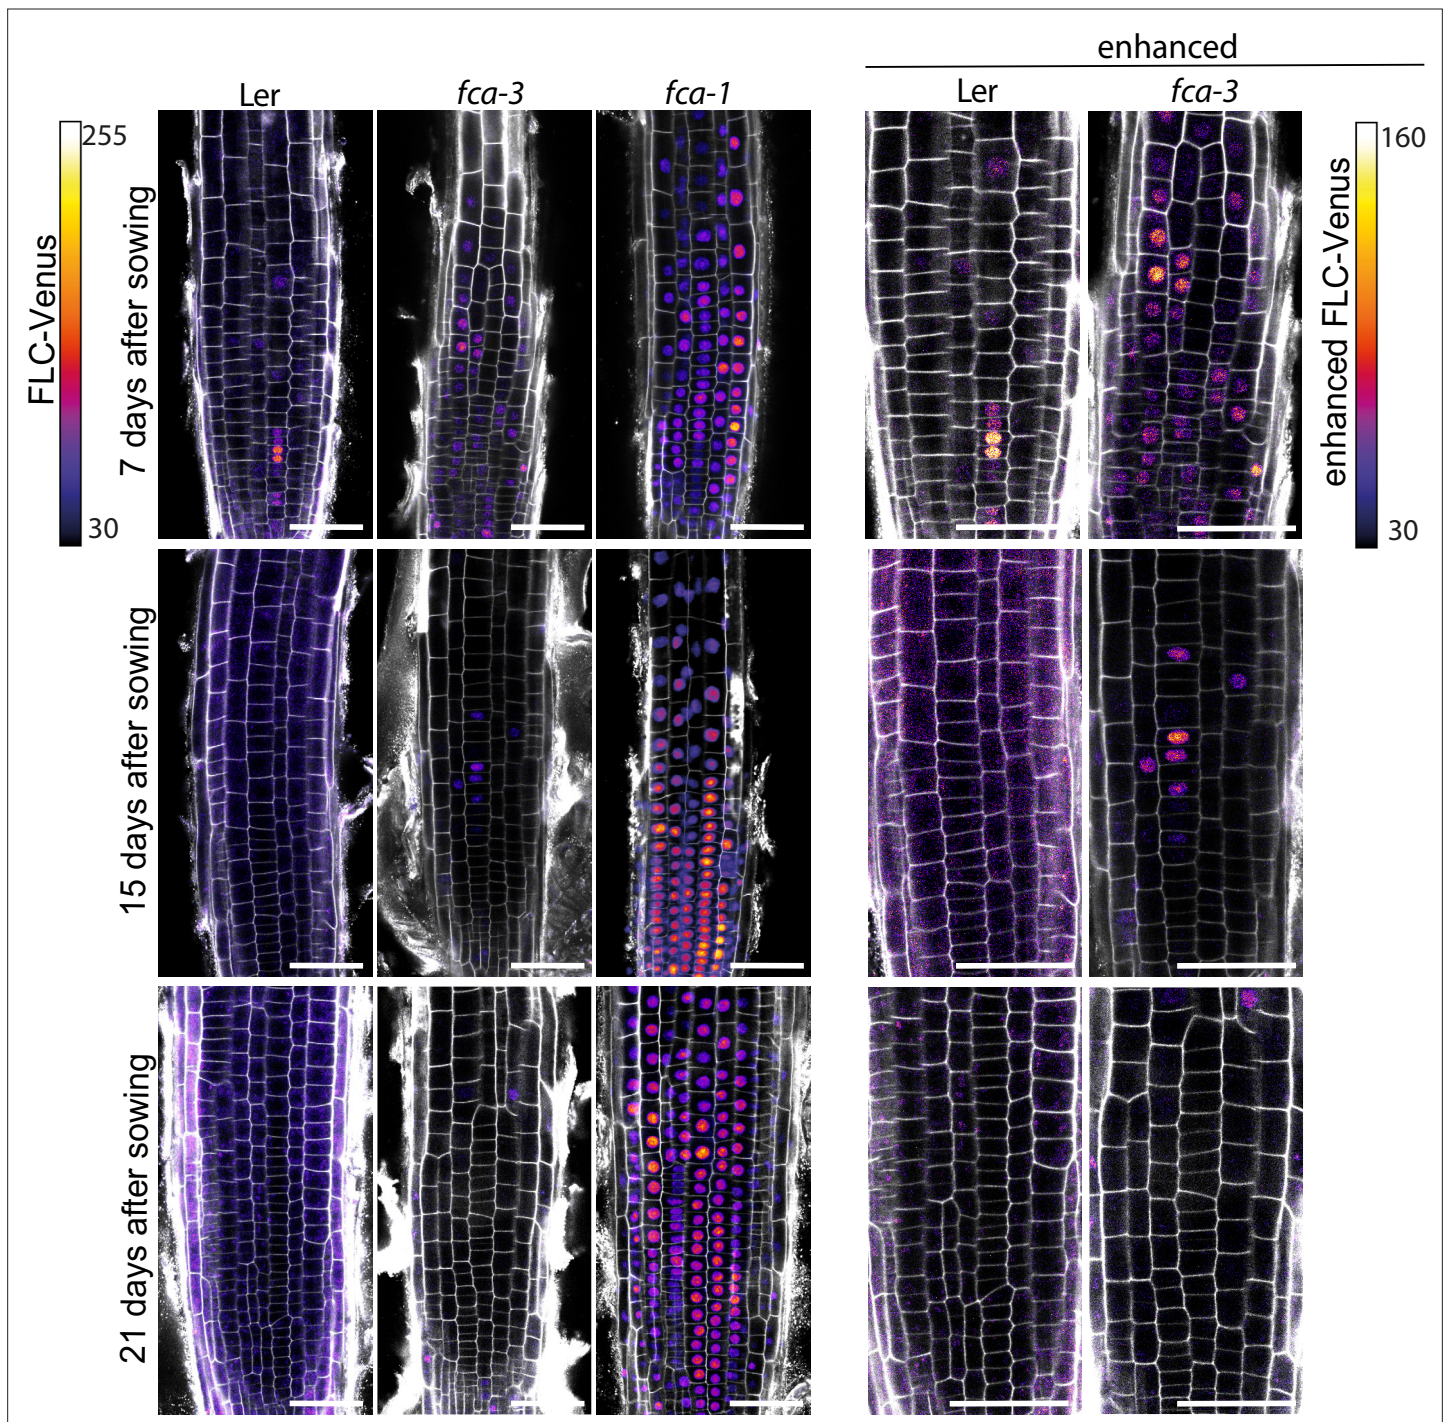 enhanced
Ler
fca-3
fca-1
Ler
fca-3
255
FLC-Venus
30
7 days after sowing
160
enhanced FLC-Venus
30
15 days after sowing
21 days after sowing